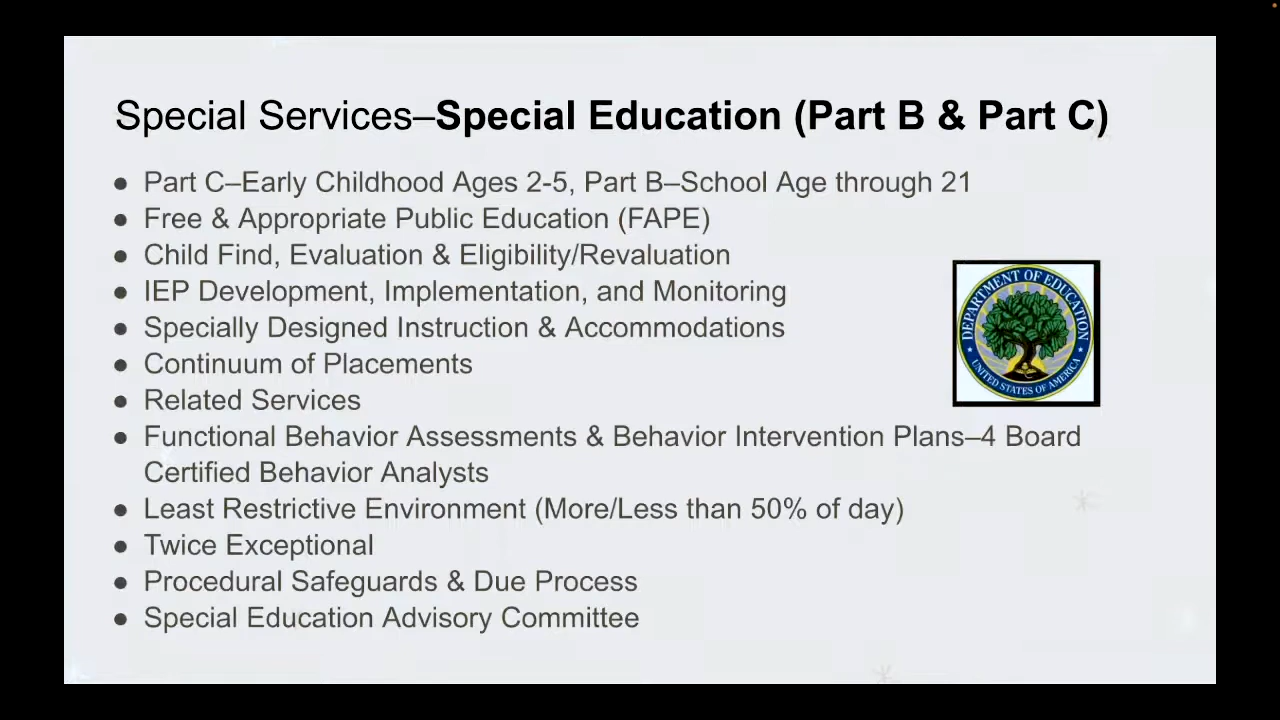 Special Services–Special Education (Part B & Part C)
● Part C–Early Childhood Ages 2-5, Part B–School Age through 21
● Free & Appropriate Public Education (FAPE)
● Child Find, Evaluation & Eligibility/Revaluation
● IEP Development, Implementation, and Monitoring
● Specially Designed Instruction & Accommodations
● Continuum of Placements
● Related Services
● Functional Behavior Assessments & Behavior Intervention Plans–4 Board
Certified Behavior Analysts
● Least Restrictive Environment (More/Less than 50% of day)
● Twice Exceptional
● Procedural Safeguards & Due Process
● Special Education Advisory Committee
DEPARTMENT OF EDUCATION
UNITED STATES OF AMERICA